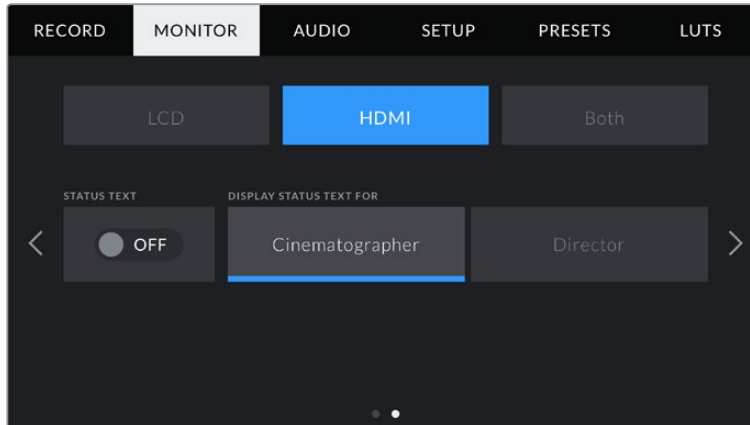 RECORD MONITOR AUDIO SETUP PRESETS LUTS
LCD HDMI Both
STATUS TEXT DISPLAY STATUS TEXT FOR
OFF Cinematographer Director